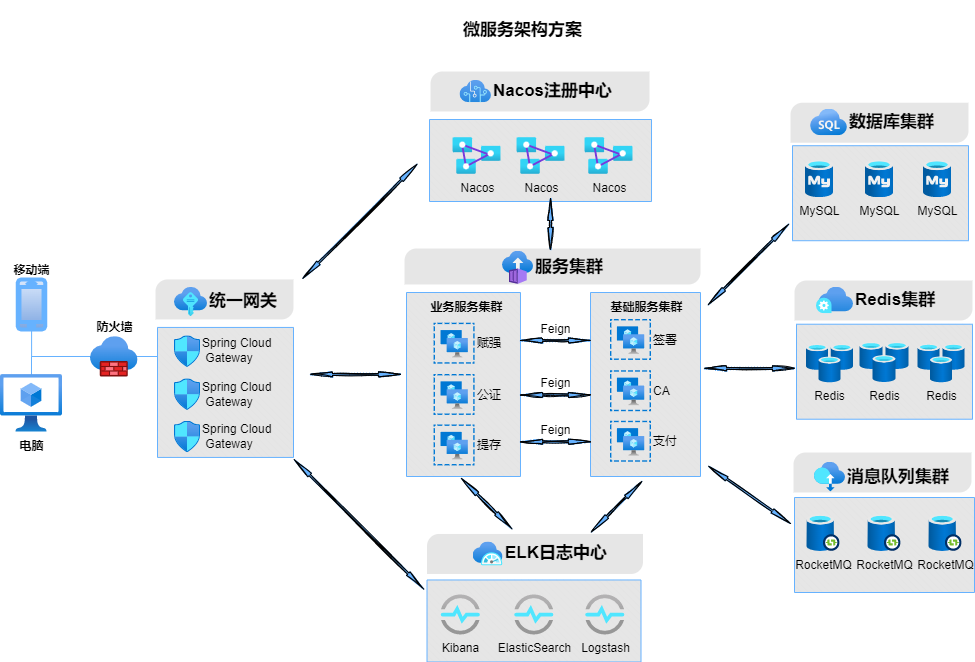 微服务架构方案
Nacos注册中心
Nacos
Nacos
Nacos
SQL
数据库集群
My
My
My
MySQL
MySQL
MySQL
移动端
防火墙
电脑
统一网关
Spring Cloud
Gateway
Spring Cloud
Gateway
Spring Cloud
Gateway
服务集群
业务服务集群
赋强
公证
提存
Feign
Feign
Feign
基础服务集群
签署
CA
支付
Redis集群
Redis
Redis
Redis
消息队列集群
RocketMQ
RocketMQ
RocketMQ
ELK日志中心
Kibana
ElasticSearch
Logstash